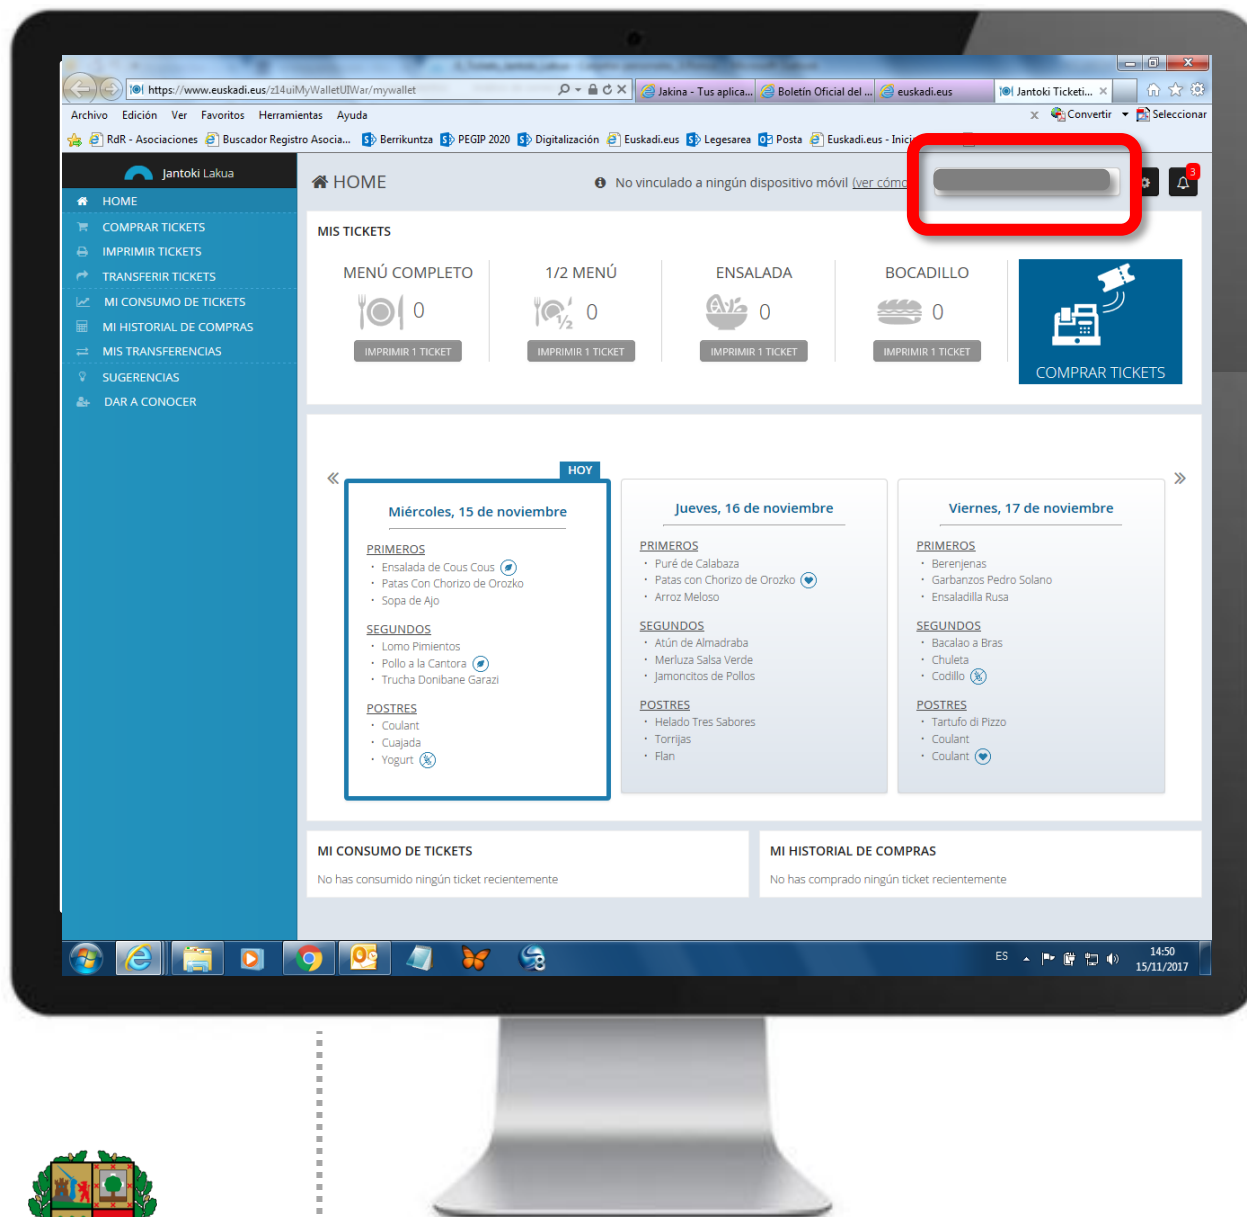 https://www.euskadi.eus/z14uiMyWalletUIWar/mywallet
Jakina - Tus aplica...
Boletín Oficial del ...
euskadi.eus
Jantoki Ticketi...
Archivo Edición Ver Favoritos Herramientas Ayuda
Convertir
Seleccionar
RdR - Asociaciones
Buscador Registro Asocia...
Berrikuntza
PEGIP 2020
Digitalización
Euskadi.eus
Legesarea
Posta
Euskadi.eus -
Jantoki Lakua
HOME
COMPRAR TICKETS
IMPRIMIR TICKETS
TRANSFERIR TICKETS
MI CONSUMO DE TICKETS
MI HISTORIAL DE COMPRAS
MIS TRANSFERENCIAS
SUGERENCIAS
DAR A CONOCER
HOME
No vinculado a ningún dispositivo móvil (ver cómo
3
MIS TICKETS
MENÚ COMPLETO
0
IMPRIMIR 1 TICKET
1/2 MENÚ
1/2
0
IMPRIMIR 1 TICKET
ENSALADA
0
IMPRIMIR 1 TICKET
BOCADILLO
0
IMPRIMIR 1 TICKET
COMPRAR TICKETS
HOY
Miércoles, 15 de noviembre
PRIMEROS
Ensalada de Cous Cous
Patas Con Chorizo de Orozko
Sopa de Ajo
SEGUNDOS
Lomo Pimientos
Pollo a la Cantora
Trucha Donibane Garazi
POSTRES
Coulant
Cuajada
Yogurt
Jueves, 16 de noviembre
PRIMEROS
Puré de Calabaza
Patas con Chorizo de Orozko
Arroz Meloso
SEGUNDOS
Atún de Almadraba
Merluza Salsa Verde
Jamoncitos de Pollos
POSTRES
Helado Tres Sabores
Torrijas
Flan
Viernes, 17 de noviembre
PRIMEROS
Berenjenas
Garbanzos Pedro Solano
Ensaladilla Rusa
SEGUNDOS
Bacalao a Bras
Chuleta
Codillo
POSTRES
Tartufo di Pizzo
Coulant
Coulant
MI CONSUMO DE TICKETS
No has consumido ningún ticket recientemente
MI HISTORIAL DE COMPRAS
No has comprado ningún ticket recientemente
ES
14:50
15/11/2017